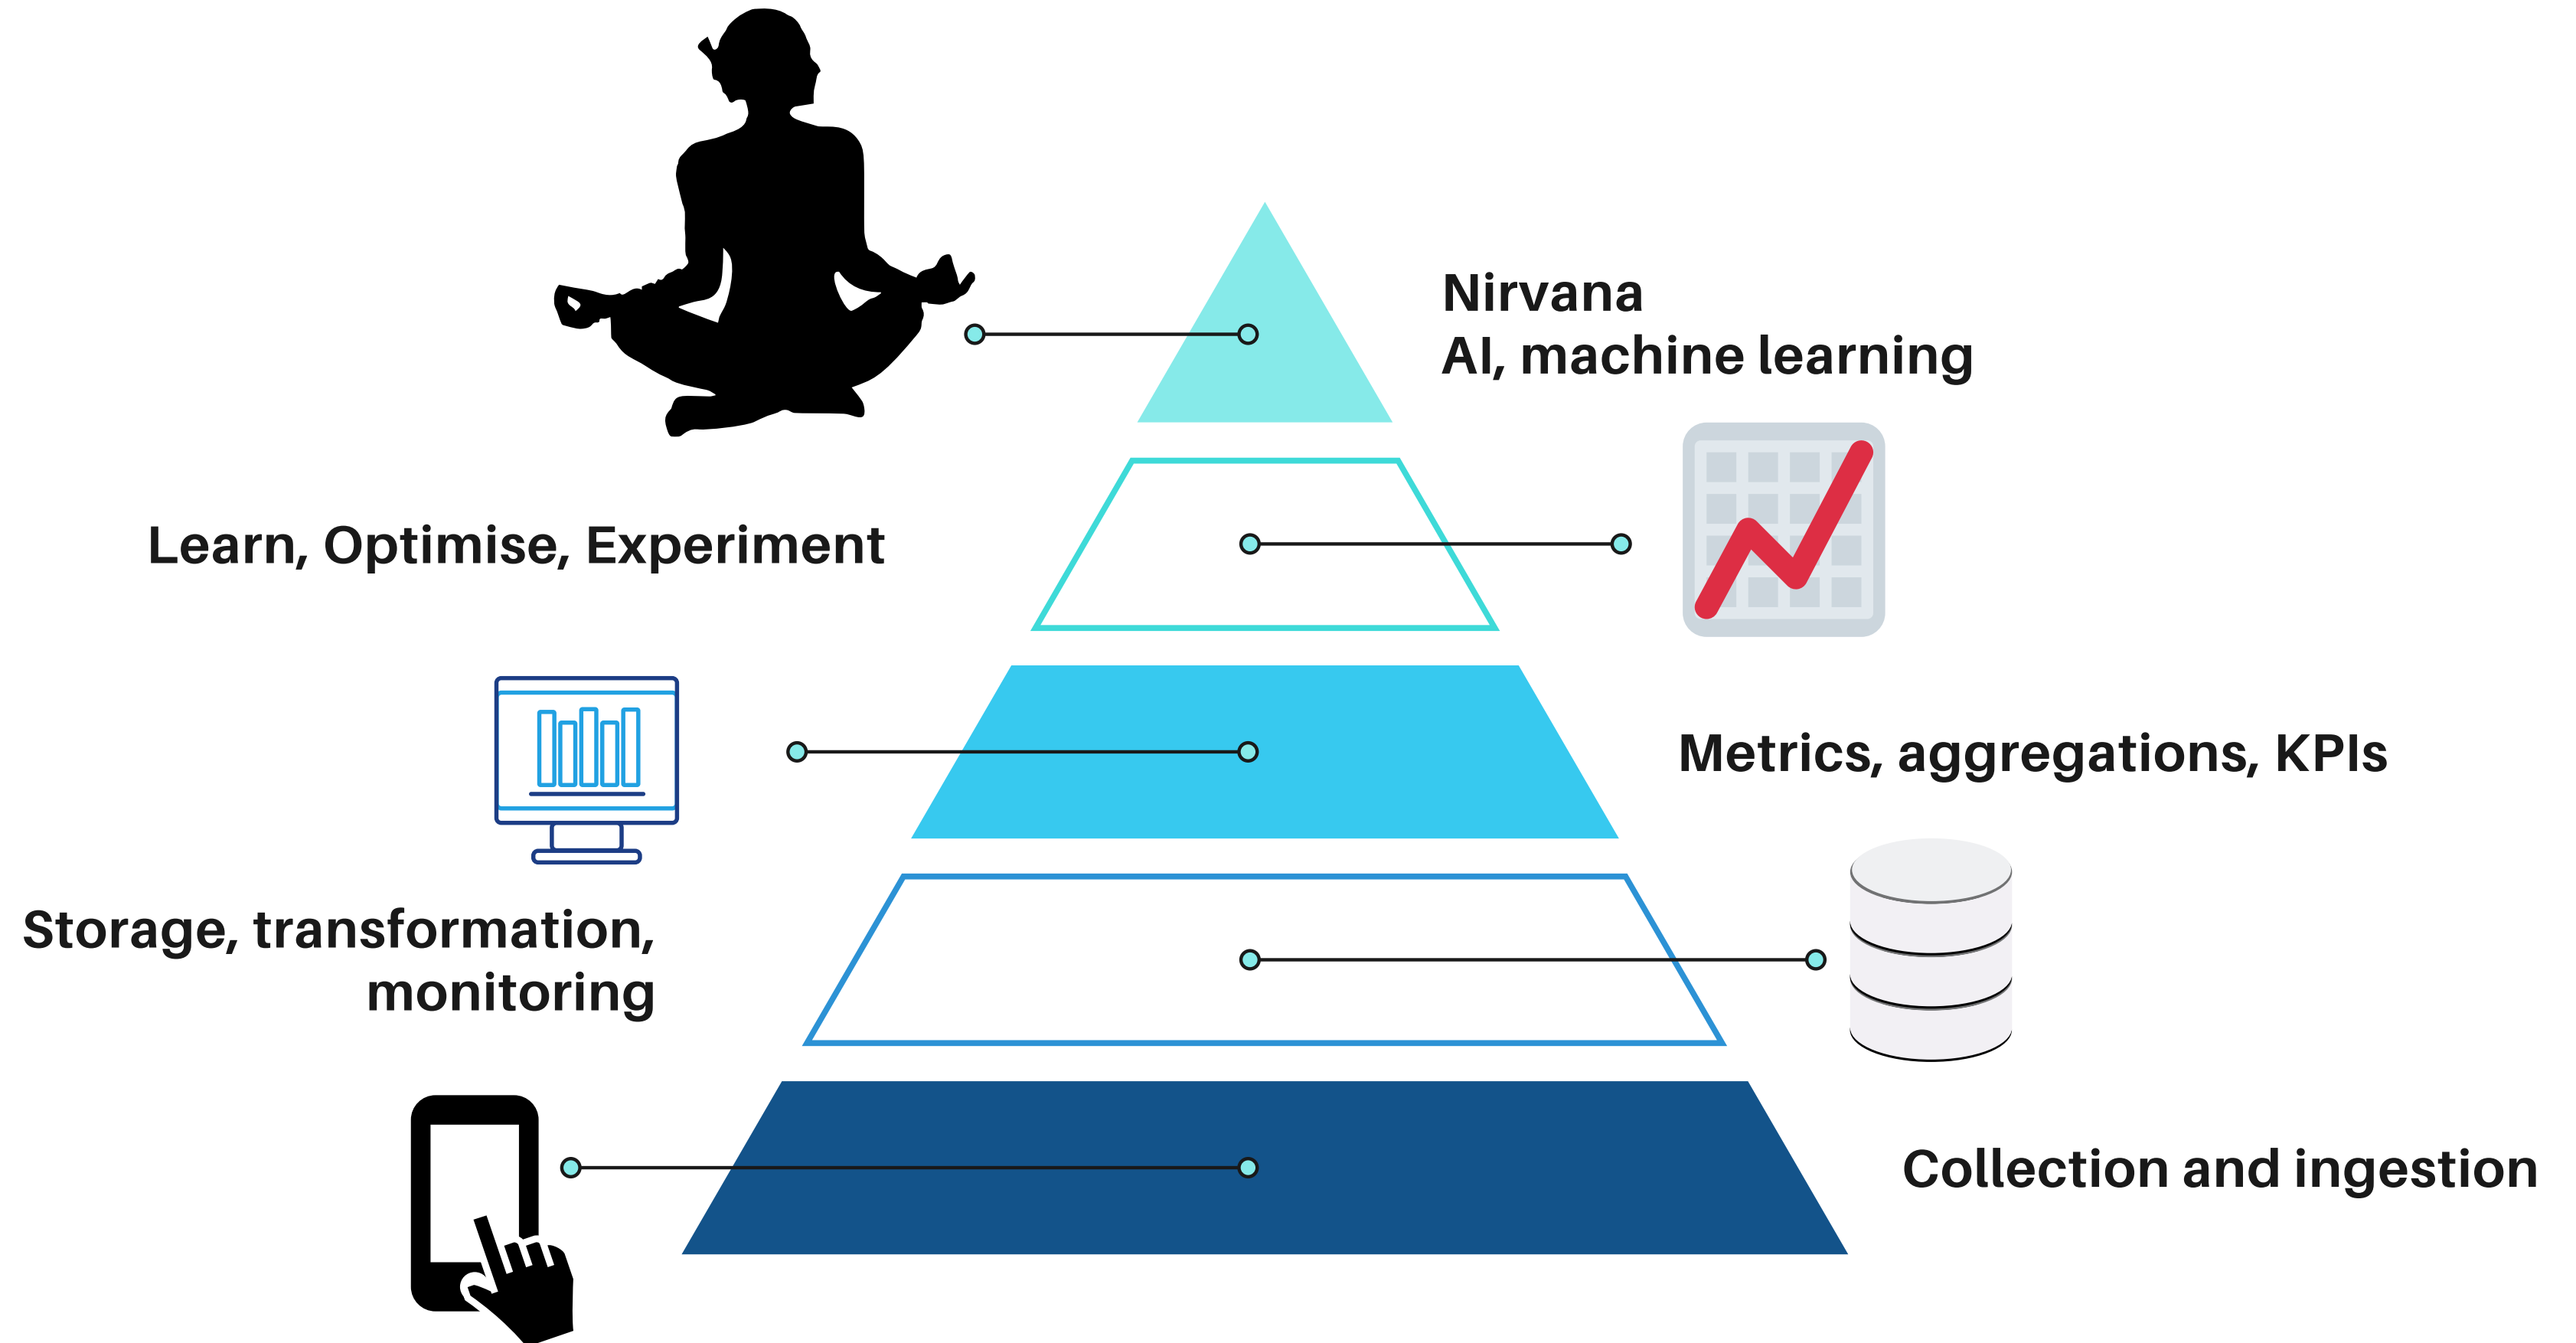 Nirvana
AI, machine learning
Learn, Optimise, Experiment
Metrics, aggregations, KPIs
Storage, transformation,
monitoring
Collection and ingestion